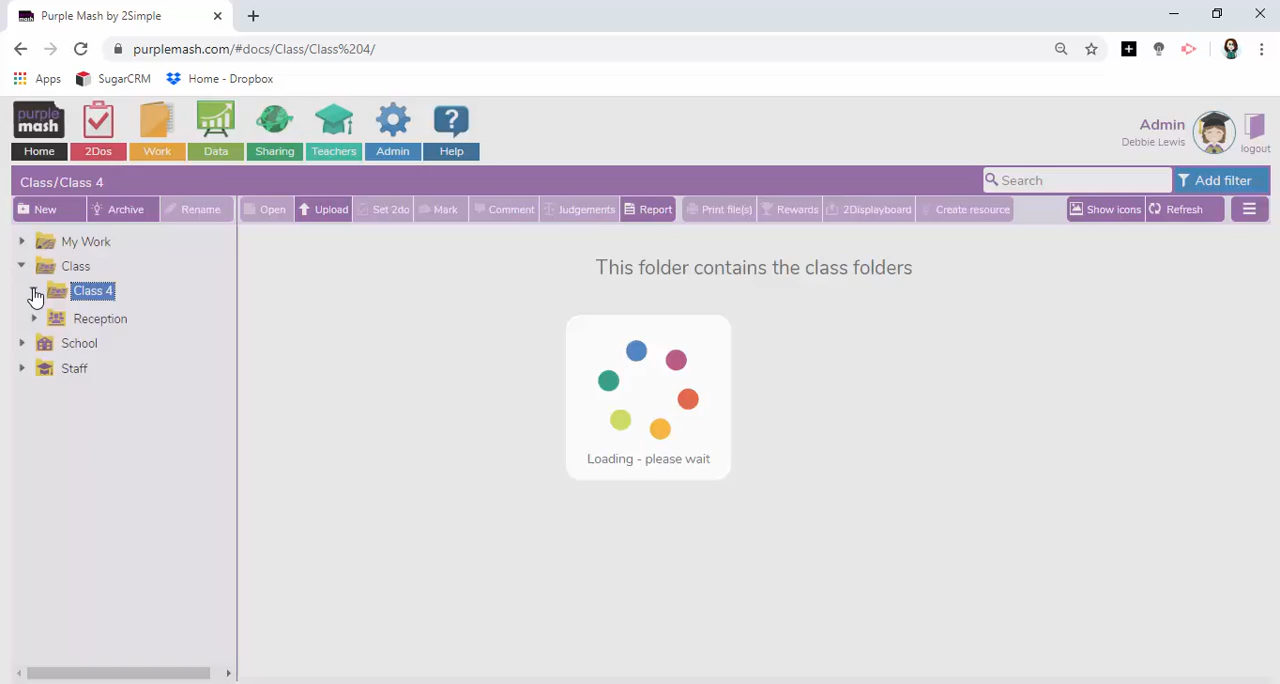 Purple Mash by 2Simple
purplemash.com/#docs/Class/Class%204/
Apps SugarCRM Home - Dropbox
purple mash
Home 2Dos Work Data Sharing Teachers Admin Help
Admin
Debbie Lewis
logout
Class/Class 4 Search Add filter
New Archive Rename Open Upload Set 2do Mark Comment Judgements Report Print file(s) Rewards 2Displayboard Create resource Show icons Refresh
My Work
Class
Class 4
Reception
School
Staff
This folder contains the class folders
Loading - please wait